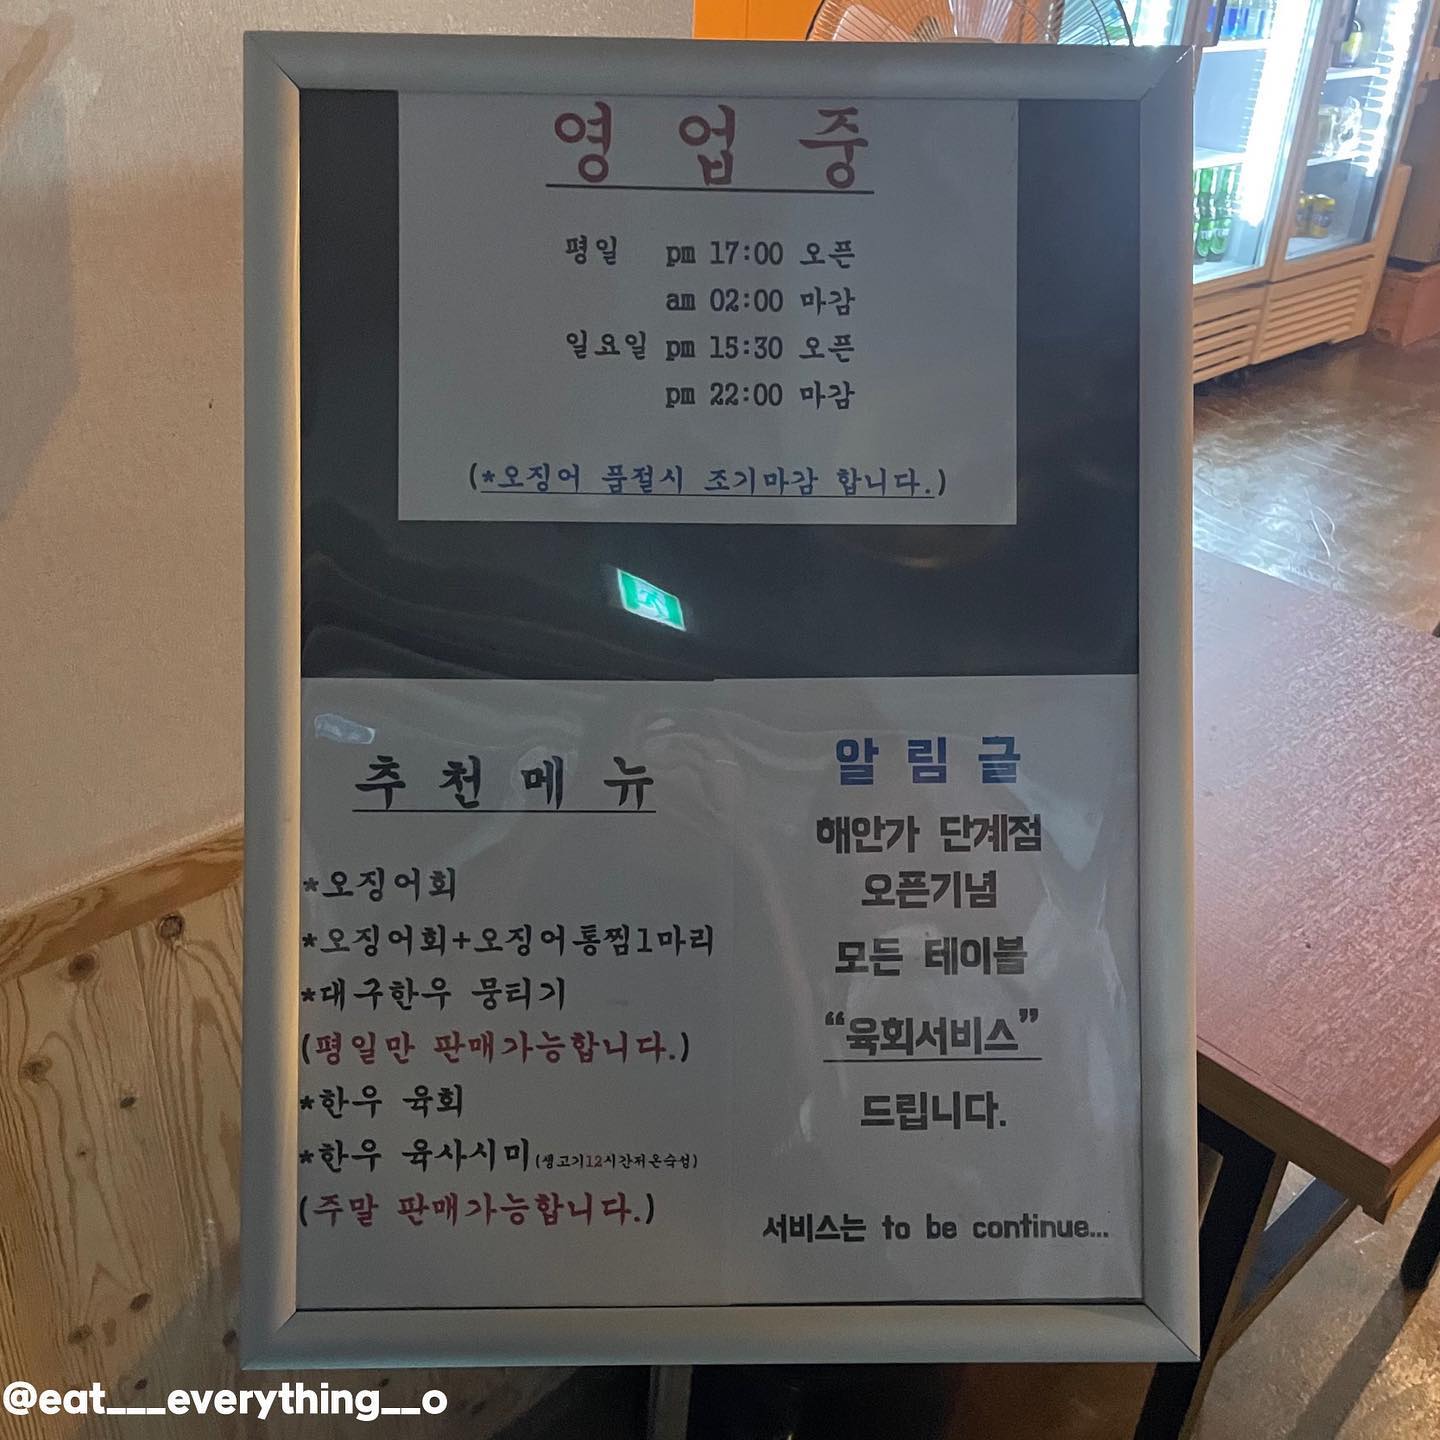 영 업 중
평일 pm 17:00 오픈
am 02:00 마감
일요일 pm 15:30 오픈
pm 22:00 마감
(*오징어 품절시 조기마감 합니다.)
추 천 메 뉴
*오징어회
*오징어회+오징어통찜1마리
*대구한우 뭉티기
(평일만 판매가능합니다.)
*한우 육회
*한우 육사시미(생고기12시간저온숙성)
(주말 판매가능합니다.)
알 림 글
해안가 단계점
오픈기념
모든 테이블
“육회서비스”
드립니다.
서비스는 to be continue...
@eat___everything__o